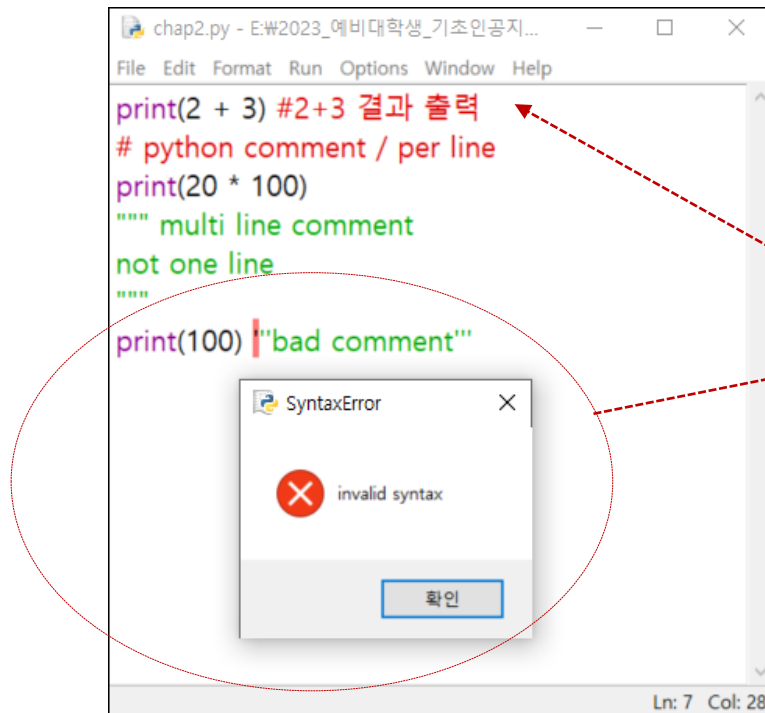 chap2.py - E:₩2023_예비대학생_기초인공지...
File Edit Format Run Options Window Help
print(2 + 3) #2+3 결과 출력
# python comment / per line
print(20 * 100)
""" multi line comment
not one line
"""
print(100) '''bad comment'''
SyntaxError
invalid syntax
확인
Ln: 7 Col: 28